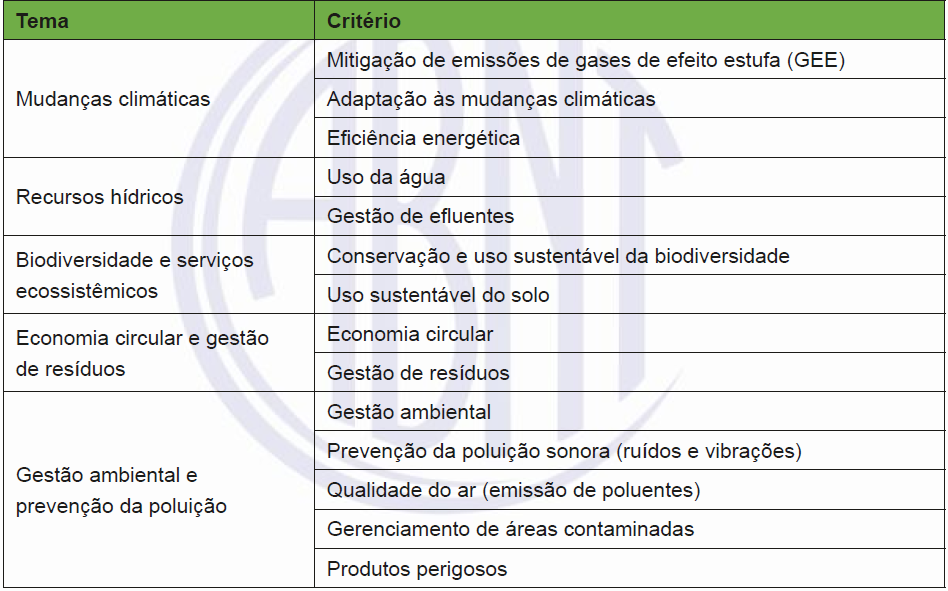 Tema
Critério
Mudanças climáticas
Mitigação de emissões de gases de efeito estufa (GEE)
Adaptação às mudanças climáticas
Eficiência energética
Recursos hídricos
Uso da água
Gestão de efluentes
Biodiversidade e serviços
ecossistêmicos
Conservação e uso sustentável da biodiversidade
Uso sustentável do solo
Economia circular e gestão
de resíduos
Economia circular
Gestão de resíduos
Gestão ambiental e
prevenção da poluição
Gestão ambiental
Prevenção da poluição sonora (ruídos e vibrações)
Qualidade do ar (emissão de poluentes)
Gerenciamento de áreas contaminadas
Produtos perigosos
ABNT